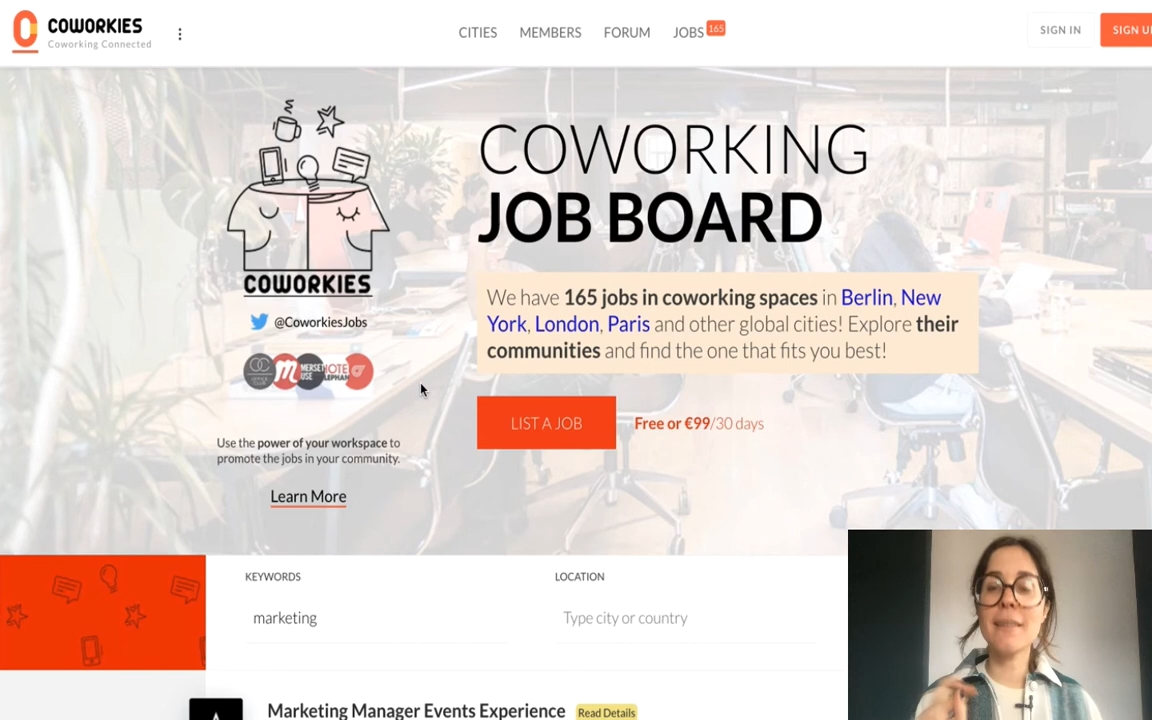 COWORKIES
Coworking Connected
CITIES MEMBERS FORUM JOBS 165
SIGN IN
SIGN U
COWORKING
JOB BOARD
COWORKIES
@CoworkiesJobs
Use the power of your workspace to
promote the jobs in your community.
Learn More
We have 165 jobs in coworking spaces in Berlin, New
York, London, Paris and other global cities! Explore their
communities and find the one that fits you best!
LIST A JOB Free or €99/30 days
KEYWORDS
marketing
LOCATION
Type city or country
Marketing Manager Events Experience Read Details